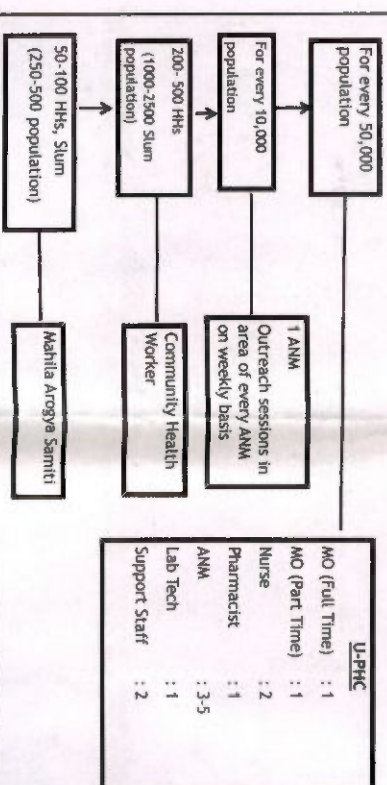 For every 50,000
population
U-PHC
MO (Full Time) : 1
MO (Part Time) : 1
Nurse : 2
Pharmacist : 1
ANM : 3-5
Lab Tech : 1
Support Staff : 2
For every 10,000
population
1 ANM
Outreach sessions in
area of every ANM
on weekly basis
200- 500 HHs
(1000-2500 Slum
population)
Community Health
Worker
50-100 HHs, Slum
(250-500 population)
Mahila Arogya Samiti